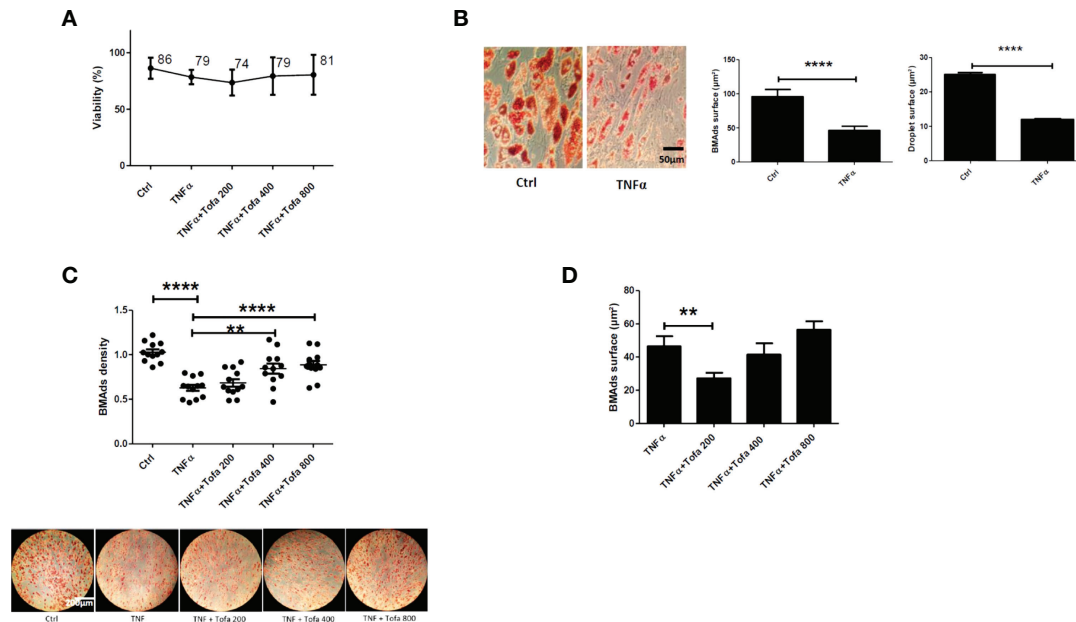 A
Viability (%)
100
50
0
86
79
74
79
81
Ctrl
TNFα
TNFα+Tofa 200
TNFα+Tofa 400
TNFα+Tofa 800
B
50µm
Ctrl
TNFα
BMAds surface (µm²)
150
100
50
0
****
Ctrl
TNFα
Droplet surface (µm²)
30
20
10
0
****
Ctrl
TNFα
C
BMAds density
1.5
1.0
0.5
0.0
****
****
**
Ctrl
TNFα
TNFα+Tofa 200
TNFα+Tofa 400
TNFα+Tofa 800
200µm
Ctrl
TNF
TNF + Tofa 200
TNF + Tofa 400
TNF + Tofa 800
D
BMAds surface (µm²)
80
60
40
20
0
**
TNFα
TNFα+Tofa 200
TNFα+Tofa 400
TNFα+Tofa 800